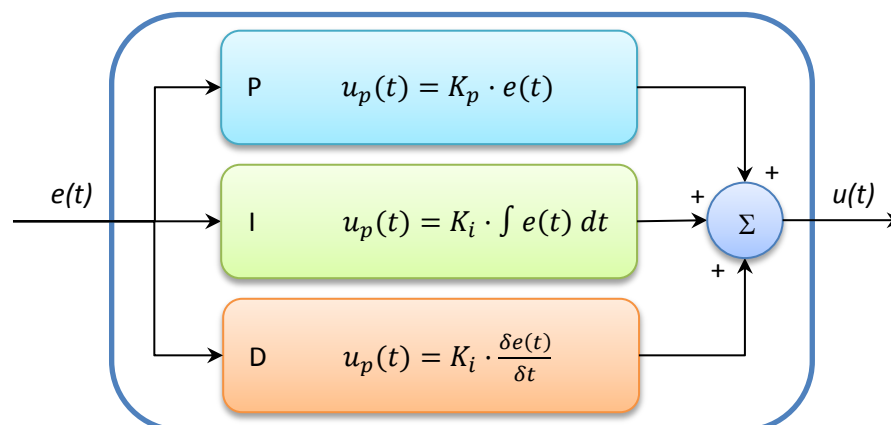 P u_p(t) = K_p · e(t)
+
e(t)
I u_p(t) = K_i · ∫ e(t) dt
+
Σ
u(t)
+
D u_p(t) = K_i · δe(t)/δt